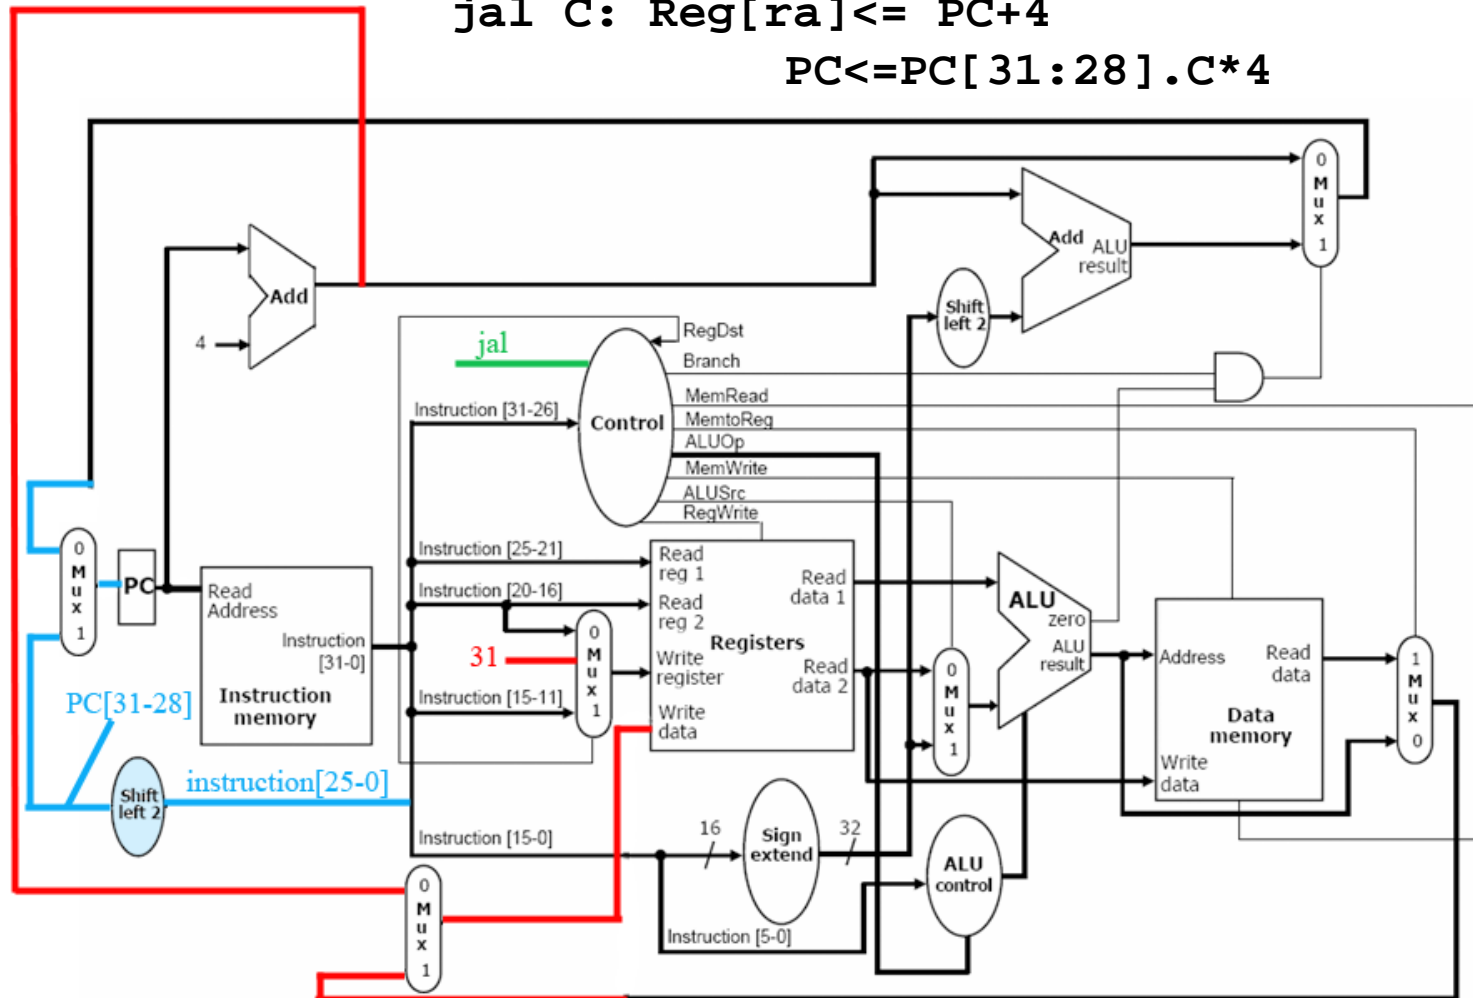 jal C: Reg[ra]<= PC+4
PC<=PC[31:28].C*4
0
M
u
x
1
Add
ALU
result
Add
Shift
left 2
4
RegDst
jal
Branch
MemRead
Instruction [31-26]
Control
MemtoReg
ALUOp
MemWrite
ALUSrc
RegWrite
0
M
u
x
1
PC
Read
Address
Instruction
[31-0]
Instruction
memory
Instruction [25-21]
Instruction [20-16]
31
Instruction [15-11]
0
M
u
x
1
Read
reg 1
Read
reg 2
Write
register
Write
data
Registers
Read
data 1
Read
data 2
0
M
u
x
1
ALU
zero
ALU
result
Address
Read
data
Data
memory
Write
data
1
M
u
x
0
PC[31-28]
Shift
left 2
instruction[25-0]
Instruction [15-0]
16
Sign
extend
32
ALU
control
Instruction [5-0]
0
M
u
x
1